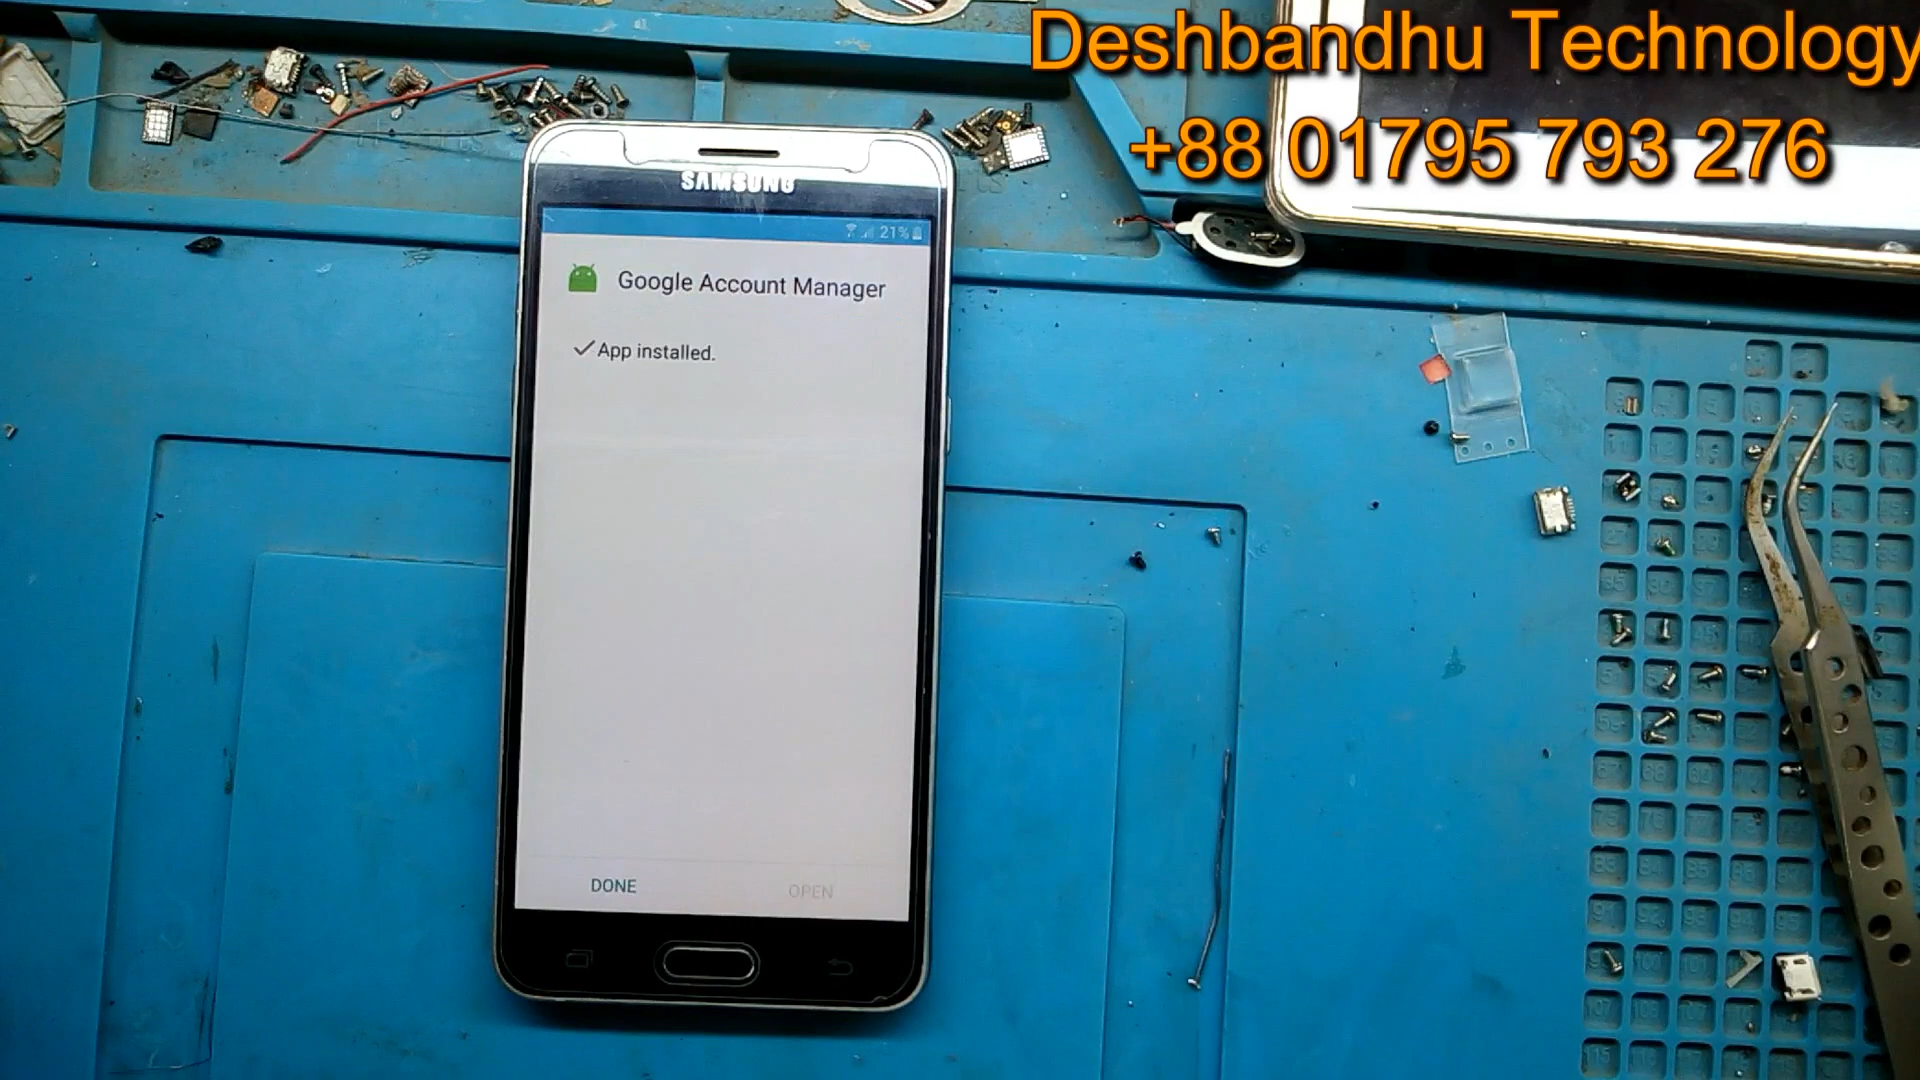 Deshbandhu Technology
+88 01795 793 276
SAMSUNG
21%
Google Account Manager
App installed.
DONE
OPEN